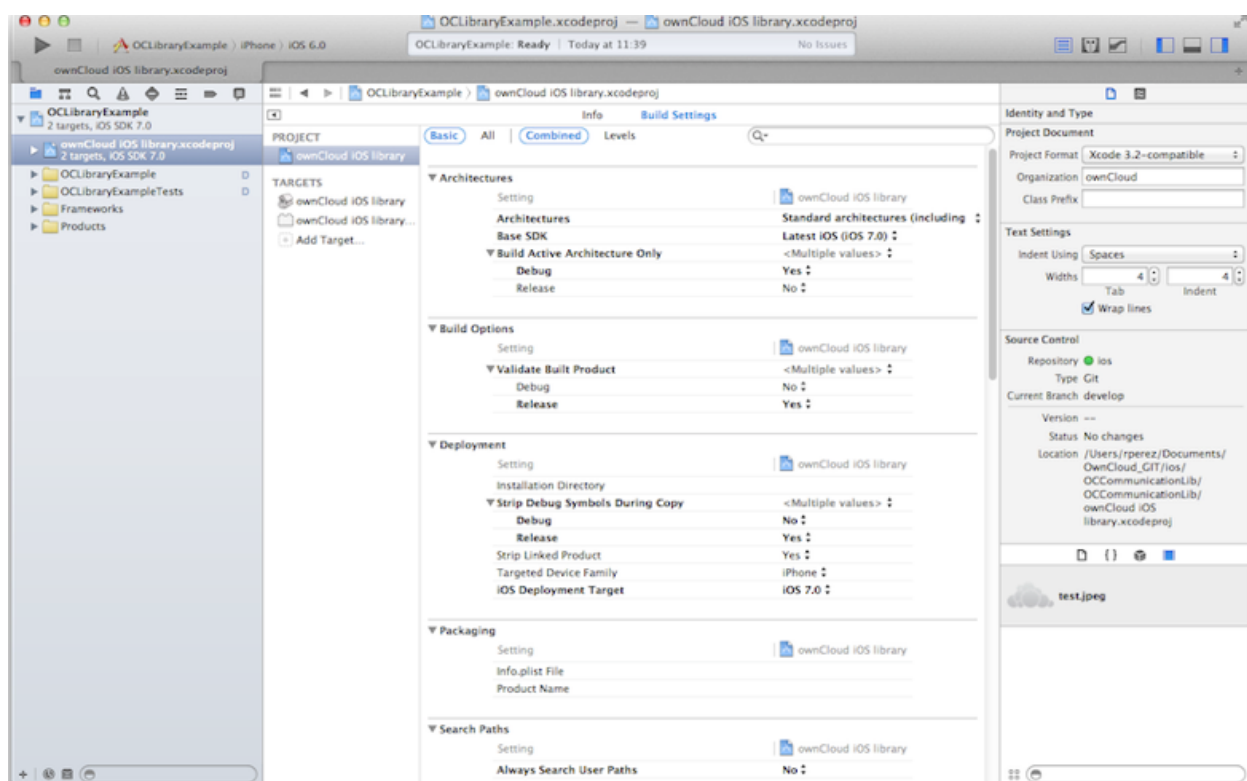 OCLibraryExample.xcodeproj — ownCloud iOS library.xcodeproj
OCLibraryExample › iPhone › iOS 6.0
OCLibraryExample: Ready | Today at 11:39
No Issues
ownCloud iOS library.xcodeproj
OCLibraryExample › ownCloud iOS library.xcodeproj
OCLibraryExample
2 targets, iOS SDK 7.0
ownCloud iOS library.xcodeproj
2 targets, iOS SDK 7.0
OCLibraryExample D
OCLibraryExampleTests D
Frameworks
Products
Info Build Settings
PROJECT
ownCloud iOS library
TARGETS
ownCloud iOS library
ownCloud iOS library...
Add Target...
Basic All Combined Levels
Architectures
Setting ownCloud iOS library
Architectures Standard architectures (including
Base SDK Latest iOS (iOS 7.0)
Build Active Architecture Only <Multiple values>
Debug Yes
Release No
Build Options
Setting ownCloud iOS library
Validate Built Product <Multiple values>
Debug No
Release Yes
Deployment
Setting ownCloud iOS library
Installation Directory
Strip Debug Symbols During Copy <Multiple values>
Debug No
Release Yes
Strip Linked Product Yes
Targeted Device Family iPhone
iOS Deployment Target iOS 7.0
Packaging
Setting ownCloud iOS library
Info.plist File
Product Name
Search Paths
Setting ownCloud iOS library
Always Search User Paths No
Identity and Type
Project Document
Project Format Xcode 3.2-compatible
Organization ownCloud
Class Prefix
Text Settings
Indent Using Spaces
Widths 4 4
Tab Indent
Wrap lines
Source Control
Repository ios
Type Git
Current Branch develop
Version --
Status No changes
Location /Users/rperez/Documents/
OwnCloud_GIT/ios/
OCCommunicationLib/
OCCommunicationLib/
ownCloud iOS
library.xcodeproj
{}
test.jpeg